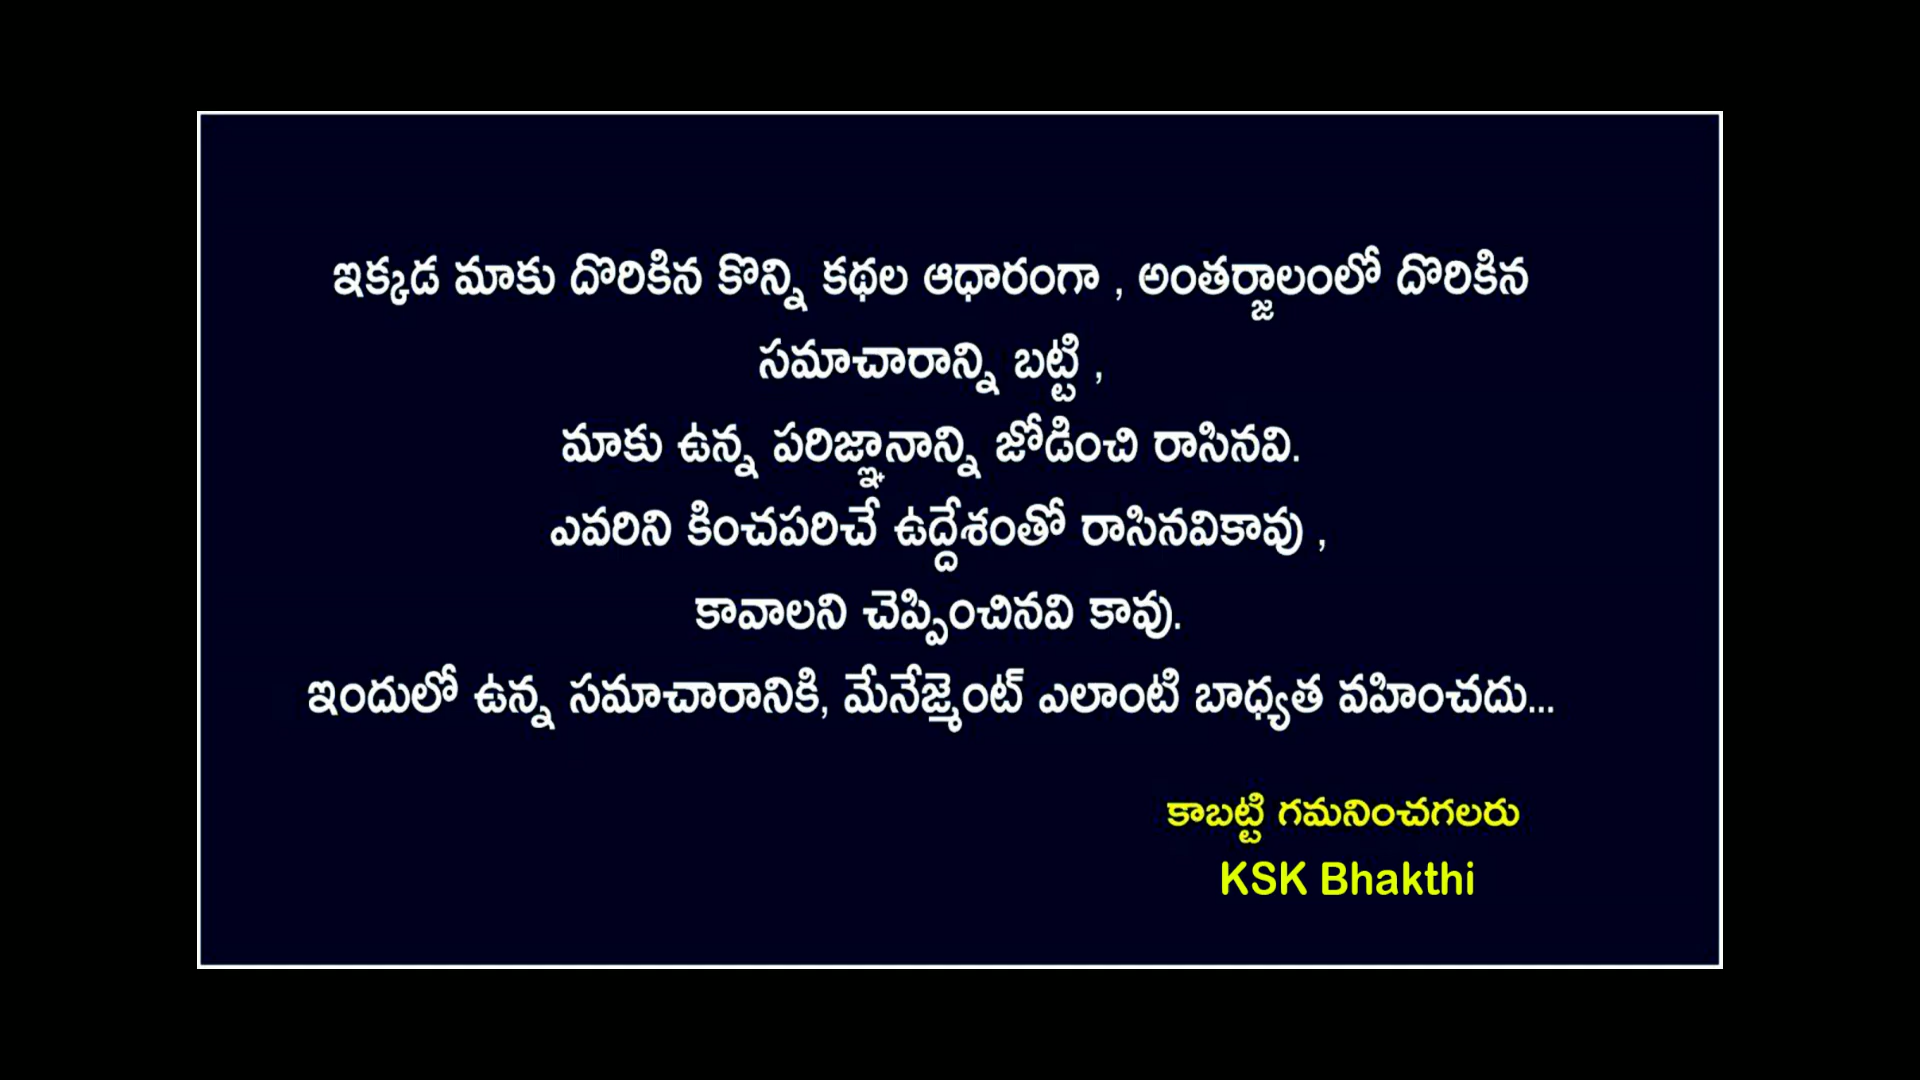 ఇక్కడ మాకు దొరికిన కొన్ని కథల ఆధారంగా , అంతర్జాలంలో దొరికిన
సమాచారాన్ని బట్టి ,
మాకు ఉన్న పరిజ్ఞానాన్ని జోడించి రాసినవి.
ఎవరిని కించపరిచే ఉద్దేశంతో రాసినవికావు ,
కావాలని చెప్పించినవి కావు.
ఇందులో ఉన్న సమాచారానికి, మేనేజ్మెంట్ ఎలాంటి బాధ్యత వహించదు...
కాబట్టి గమనించగలరు
KSK Bhakthi